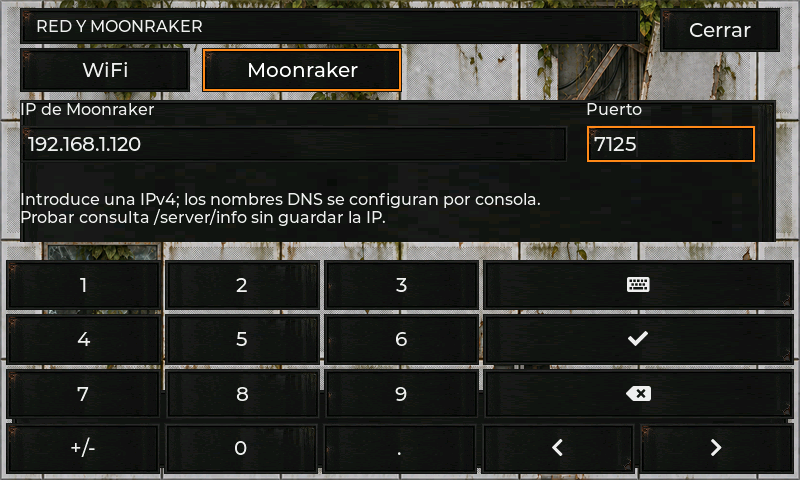 RED Y MOONRAKER
Cerrar
WiFi
Moonraker
IP de Moonraker
Puerto
192.168.1.120
7125
Introduce una IPv4; los nombres DNS se configuran por consola.
Probar consulta /server/info sin guardar la IP.
1
2
3
4
5
6
7
8
9
+/-
0
.